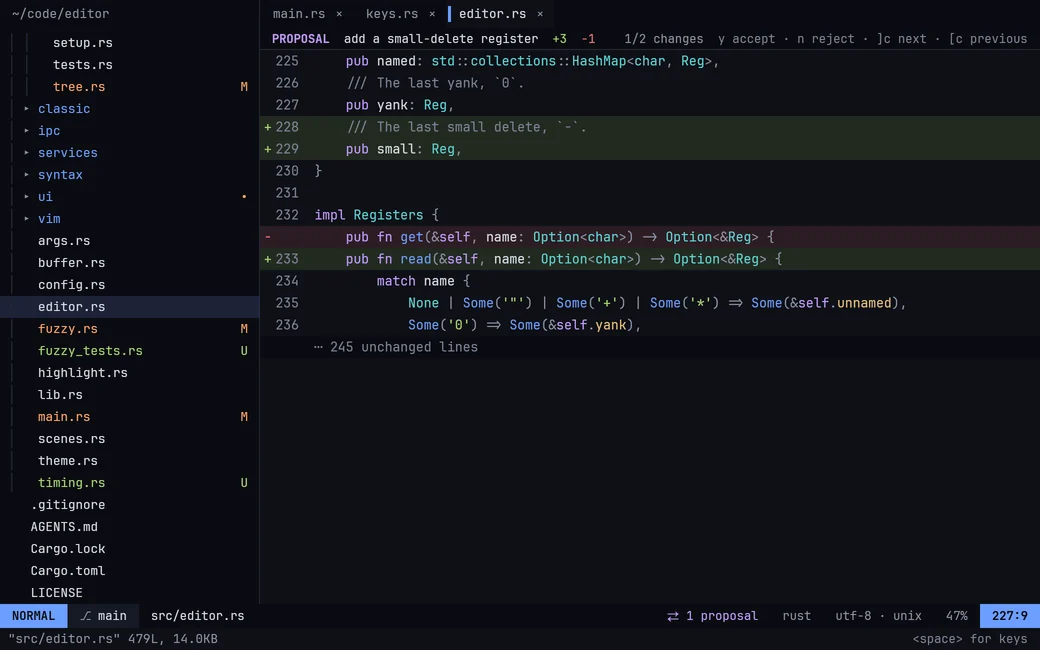 ~/code/editor
main.rs × keys.rs × editor.rs ×
PROPOSAL add a small-delete register +3 -1 1/2 changes y accept · n reject · ]c next · [c previous
setup.rs
tests.rs
tree.rs M
▸ classic
▸ ipc
▸ services
▸ syntax
▸ ui •
▸ vim
args.rs
buffer.rs
config.rs
editor.rs
fuzzy.rs M
fuzzy_tests.rs U
highlight.rs
lib.rs
main.rs M
scenes.rs
theme.rs
timing.rs U
.gitignore
AGENTS.md
Cargo.lock
Cargo.toml
LICENSE
225 pub named: std::collections::HashMap<char, Reg>,
226 /// The last yank, `0`.
227 pub yank: Reg,
+228 /// The last small delete, `-`.
+229 pub small: Reg,
230 }
231
232 impl Registers {
- pub fn get(&self, name: Option<char>) -> Option<&Reg> {
+233 pub fn read(&self, name: Option<char>) -> Option<&Reg> {
234 match name {
235 None | Some('"') | Some('+') | Some('*') => Some(&self.unnamed),
236 Some('0') => Some(&self.yank),
⋯ 245 unchanged lines
NORMAL ⎇ main src/editor.rs ⇄ 1 proposal rust utf-8 · unix 47% 227:9
"src/editor.rs" 479L, 14.0KB <space> for keys